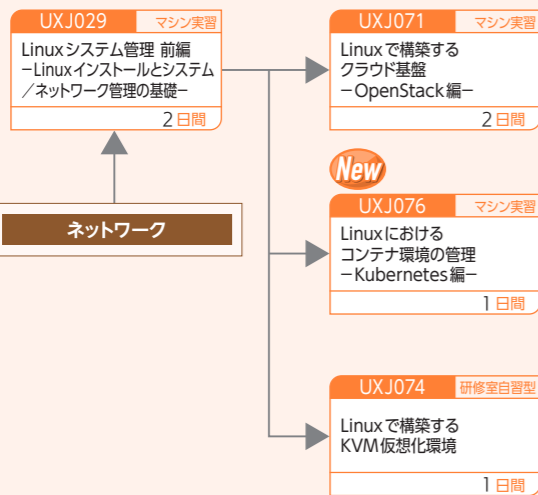 UXJ029 マシン実習
Linuxシステム管理 前編
−Linuxインストールとシステム
／ネットワーク管理の基礎−
2日間
ネットワーク
UXJ071 マシン実習
Linuxで構築する
クラウド基盤
−OpenStack編−
2日間
New
UXJ076 マシン実習
Linuxにおける
コンテナ環境の管理
−Kubernetes編−
1日間
UXJ074 研修室自習型
Linuxで構築する
KVM仮想化環境
1日間